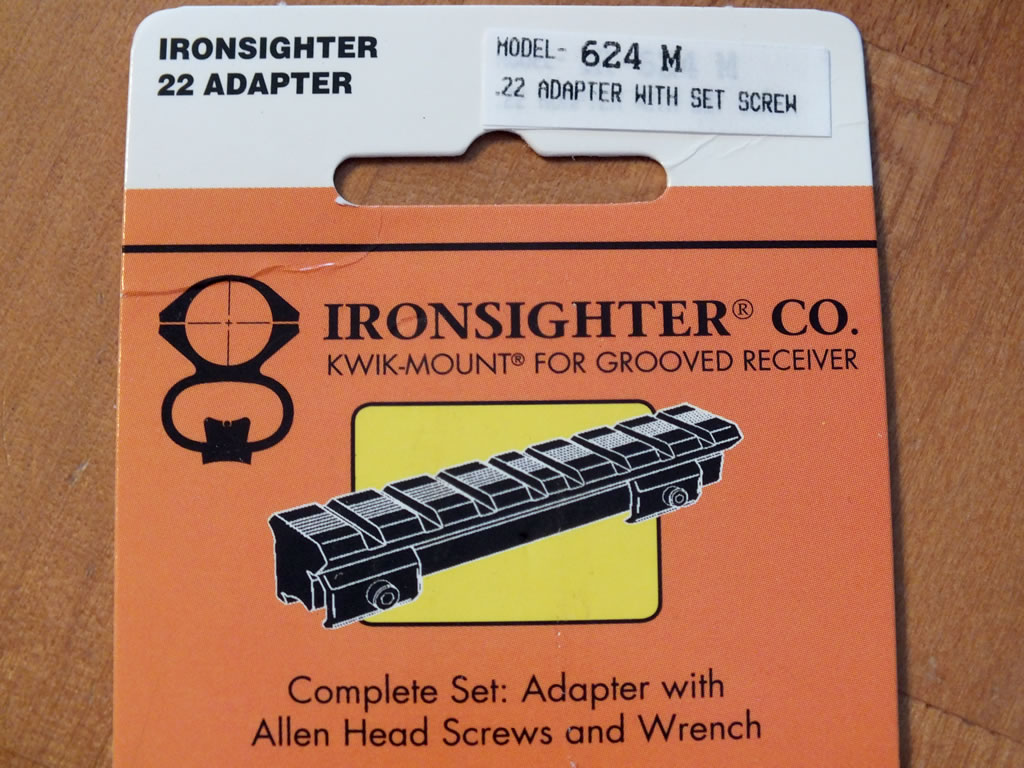 IRONSIGHTER
22 ADAPTER
MODEL- 624 M
.22 ADAPTER WITH SET SCREW
IRONSIGHTER® CO.
KWIK-MOUNT® FOR GROOVED RECEIVER
Complete Set: Adapter with
Allen Head Screws and Wrench